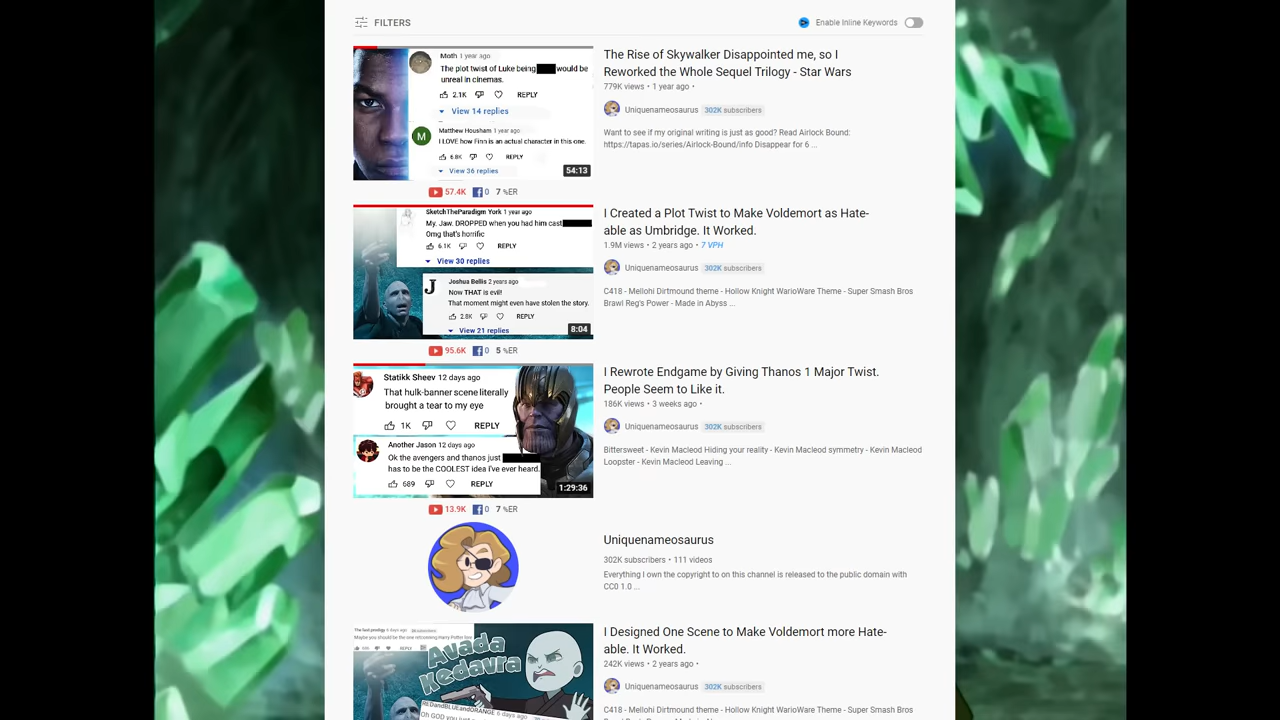 FILTERS
Enable Inline Keywords
Moth 1 year ago
The plot twist of Luke being would be
unreal in cinemas.
2.1K REPLY
View 14 replies
M
Matthew Housham 1 year ago
I LOVE how Finn is an actual character in this one.
6.8K REPLY
View 36 replies
54:13
57.4K 0 7 %ER
The Rise of Skywalker Disappointed me, so I
Reworked the Whole Sequel Trilogy - Star Wars
779K views • 1 year ago •
Uniquenameosaurus 302K subscribers
Want to see if my original writing is just as good? Read Airlock Bound:
https://tapas.io/series/Airlock-Bound/info Disappear for 6 ...
SketchTheParadigm York 1 year ago
My. Jaw. DROPPED when you had him cast
Omg that's horrific
6.1K REPLY
View 30 replies
J
Joshua Bellis 2 years ago
Now THAT is evil!
That moment might even have stolen the story.
2.8K REPLY
View 21 replies
8:04
95.6K 0 5 %ER
I Created a Plot Twist to Make Voldemort as Hate-
able as Umbridge. It Worked.
1.9M views • 2 years ago • 7 VPH
Uniquenameosaurus 302K subscribers
C418 - Mellohi Dirtmound theme - Hollow Knight WarioWare Theme - Super Smash Bros
Brawl Reg's Power - Made in Abyss ...
Statikk Sheev 12 days ago
That hulk-banner scene literally
brought a tear to my eye
1K REPLY
Another Jason 12 days ago
Ok the avengers and thanos just
has to be the COOLEST idea I've ever heard.
689 REPLY
1:29:36
13.9K 0 7 %ER
I Rewrote Endgame by Giving Thanos 1 Major Twist.
People Seem to Like it.
186K views • 3 weeks ago •
Uniquenameosaurus 302K subscribers
Bittersweet - Kevin Macleod Hiding your reality - Kevin Macleod symmetry - Kevin Macleod
Loopster - Kevin Macleod Leaving ...
Uniquenameosaurus
302K subscribers • 111 videos
Everything I own the copyright to on this channel is released to the public domain with
CC0 1.0 ...
Avada
Kedavra
REDandBLUEandORANGE 6 days ago
Oh GOD you just
I Designed One Scene to Make Voldemort more Hate-
able. It Worked.
242K views • 2 years ago •
Uniquenameosaurus 302K subscribers
C418 - Mellohi Dirtmound theme - Hollow Knight WarioWare Theme - Super Smash Bros